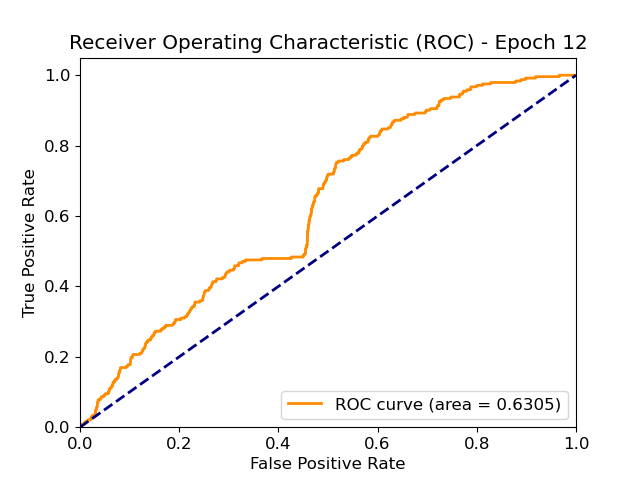 Receiver Operating Characteristic (ROC) - Epoch 12
True Positive Rate
1.0
0.8
0.6
0.4
0.2
0.0
ROC curve (area = 0.6305)
0.0 0.2 0.4 0.6 0.8 1.0
False Positive Rate